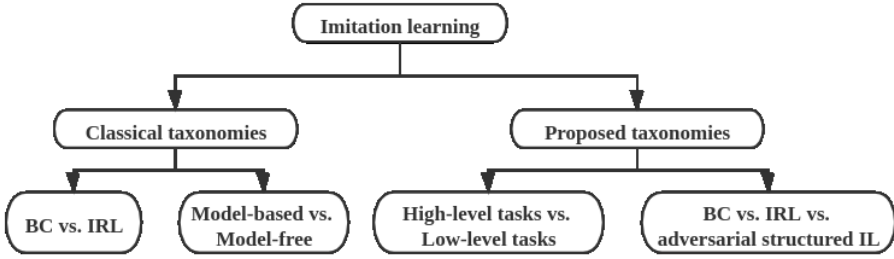 Imitation learning
Classical taxonomies
Proposed taxonomies
BC vs. IRL
Model-based vs.
Model-free
High-level tasks vs.
Low-level tasks
BC vs. IRL vs.
adversarial structured IL